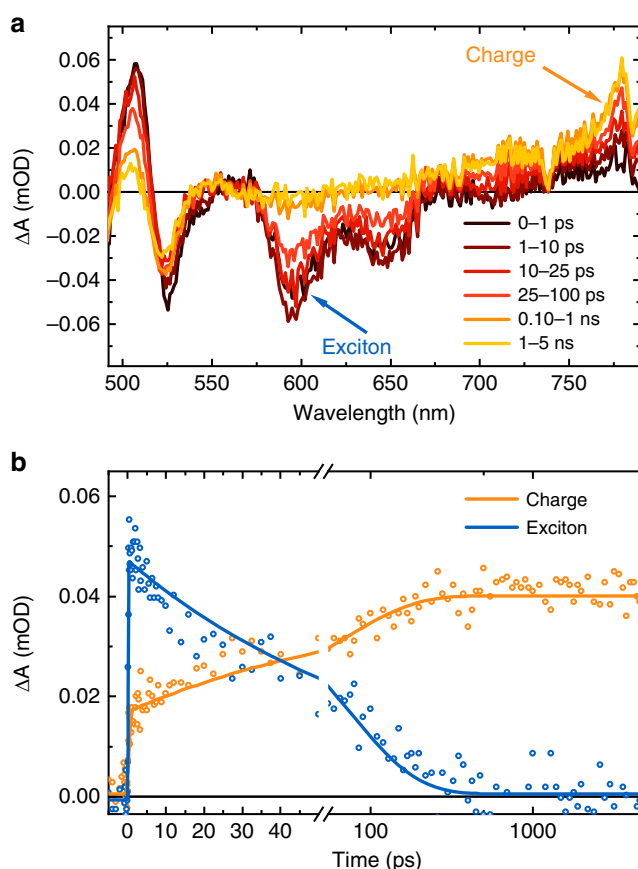 a
0.06
0.04
0.02
0.00
−0.02
−0.04
−0.06
ΔA (mOD)
Charge
Exciton
0–1 ps
1–10 ps
10–25 ps
25–100 ps
0.10–1 ns
1–5 ns
500 550 600 650 700 750
Wavelength (nm)
b
0.06
0.04
0.02
0.00
ΔA (mOD)
Charge
Exciton
0 10 20 30 40 100 1000
Time (ps)